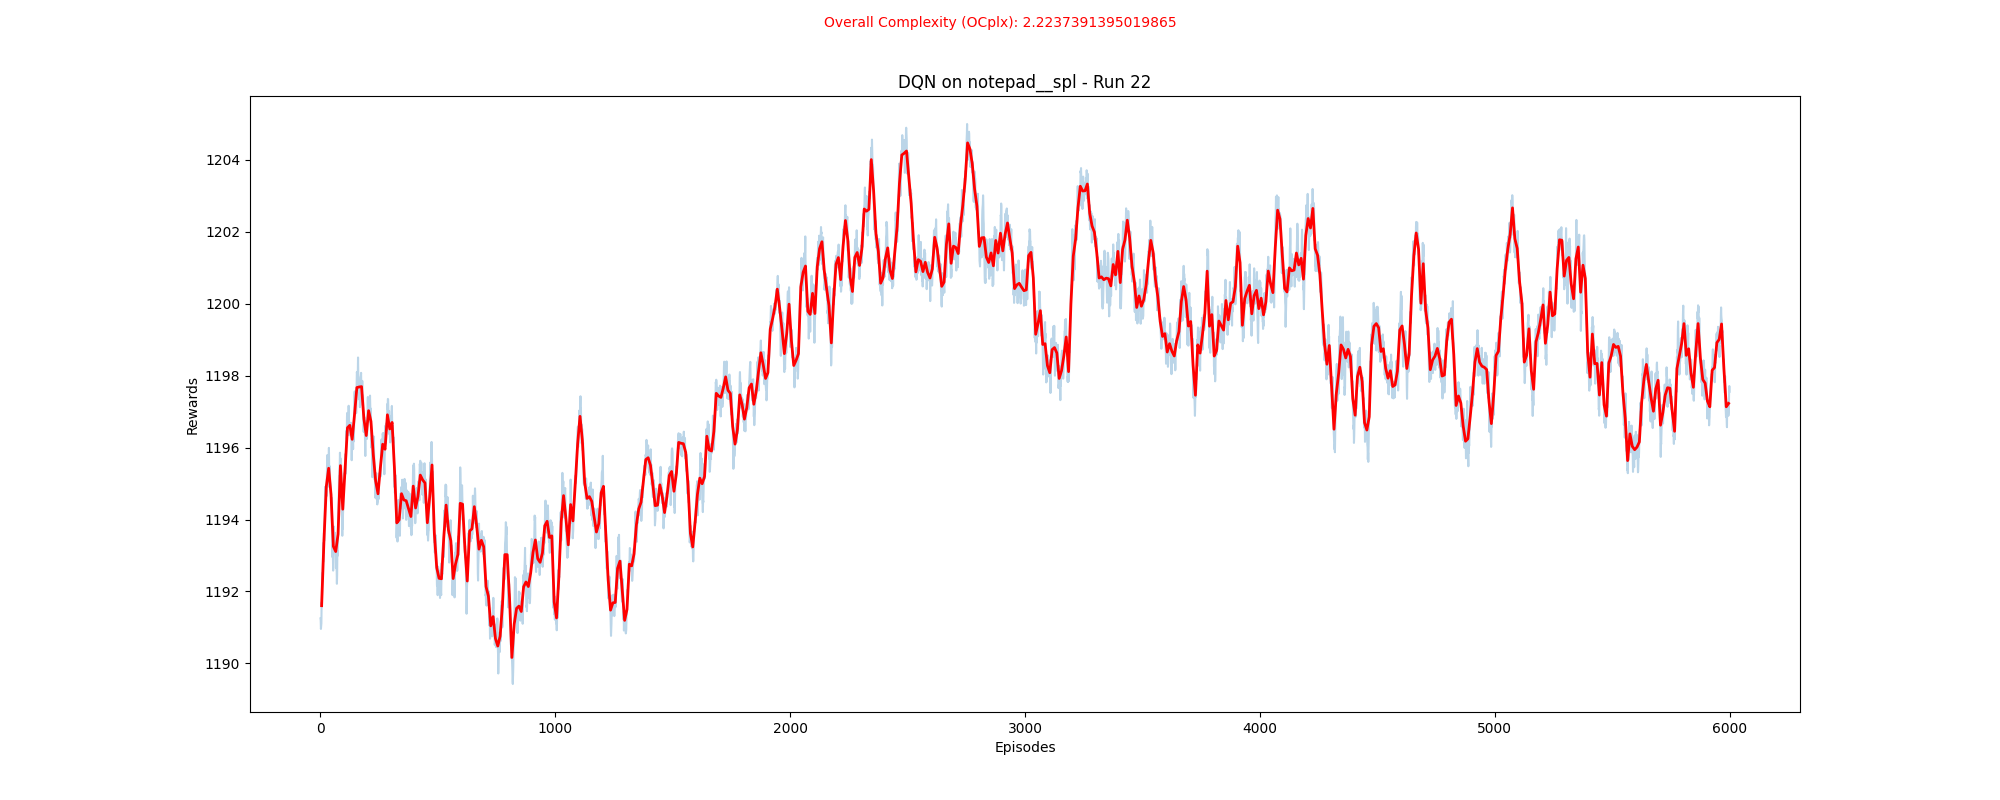 Overall Complexity (OCplx): 2.2237391395019865
DQN on notepad__spl - Run 22
Rewards
1204
1202
1200
1198
1196
1194
1192
1190
0 1000 2000 3000 4000 5000 6000
Episodes